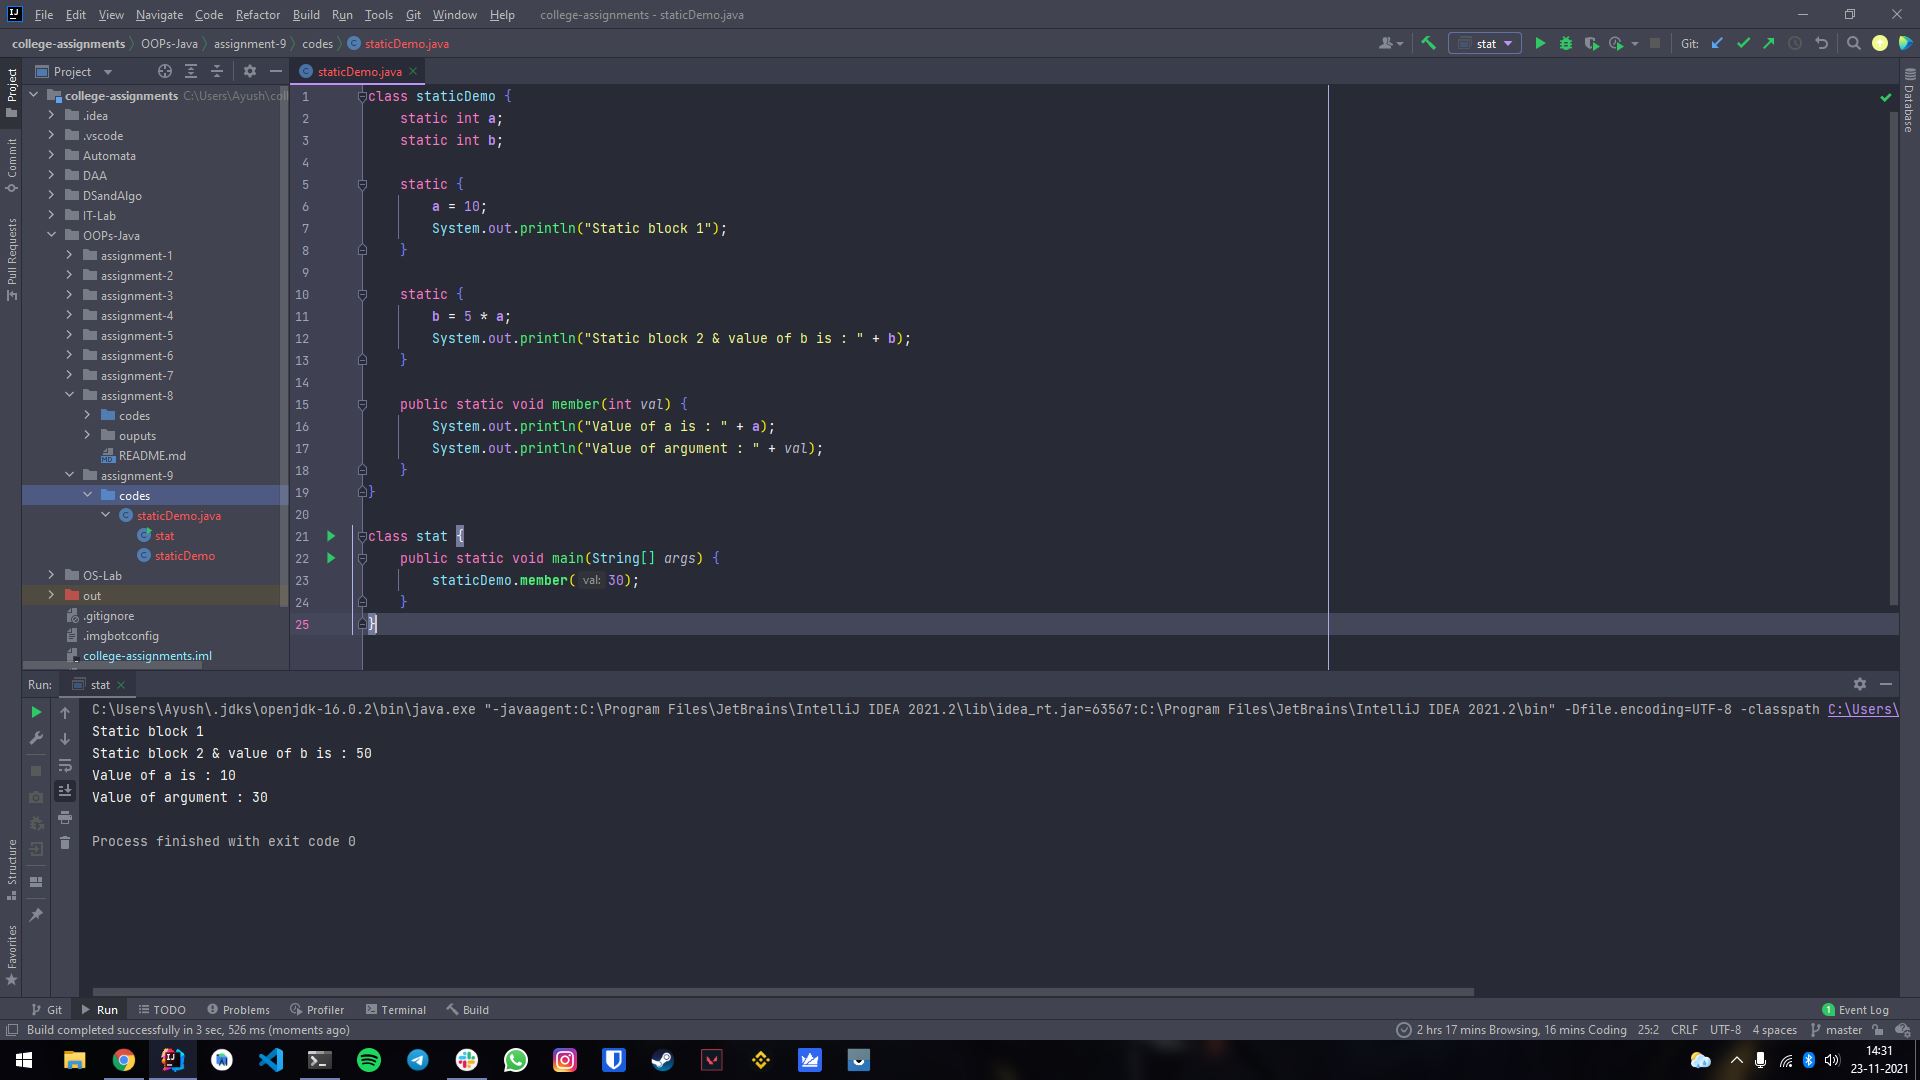 File Edit View Navigate Code Refactor Build Run Tools Git Window Help college-assignments - staticDemo.java
college-assignments OOPs-Java assignment-9 codes staticDemo.java stat Git:
Project
Commit
Pull Requests
Structure
Favorites
Project
college-assignments C:\Users\Ayush\coll
.idea
.vscode
Automata
DAA
DSandAlgo
IT-Lab
OOPs-Java
assignment-1
assignment-2
assignment-3
assignment-4
assignment-5
assignment-6
assignment-7
assignment-8
codes
ouputs
README.md
assignment-9
codes
staticDemo.java
stat
staticDemo
OS-Lab
out
.gitignore
.imgbotconfig
college-assignments.iml
staticDemo.java
1 class staticDemo {
2 static int a;
3 static int b;
4
5 static {
6 a = 10;
7 System.out.println("Static block 1");
8 }
9
10 static {
11 b = 5 * a;
12 System.out.println("Static block 2 & value of b is : " + b);
13 }
14
15 public static void member(int val) {
16 System.out.println("Value of a is : " + a);
17 System.out.println("Value of argument : " + val);
18 }
19 }
20
21 class stat {
22 public static void main(String[] args) {
23 staticDemo.member( val: 30);
24 }
25 }
Database
Run: stat
C:\Users\Ayush\.jdks\openjdk-16.0.2\bin\java.exe "-javaagent:C:\Program Files\JetBrains\IntelliJ IDEA 2021.2\lib\idea_rt.jar=63567:C:\Program Files\JetBrains\IntelliJ IDEA 2021.2\bin" -Dfile.encoding=UTF-8 -classpath C:\Users\
Static block 1
Static block 2 & value of b is : 50
Value of a is : 10
Value of argument : 30
Process finished with exit code 0
Git Run TODO Problems Profiler Terminal Build 1 Event Log
Build completed successfully in 3 sec, 526 ms (moments ago) 2 hrs 17 mins Browsing, 16 mins Coding 25:2 CRLF UTF-8 4 spaces master
14:31
23-11-2021